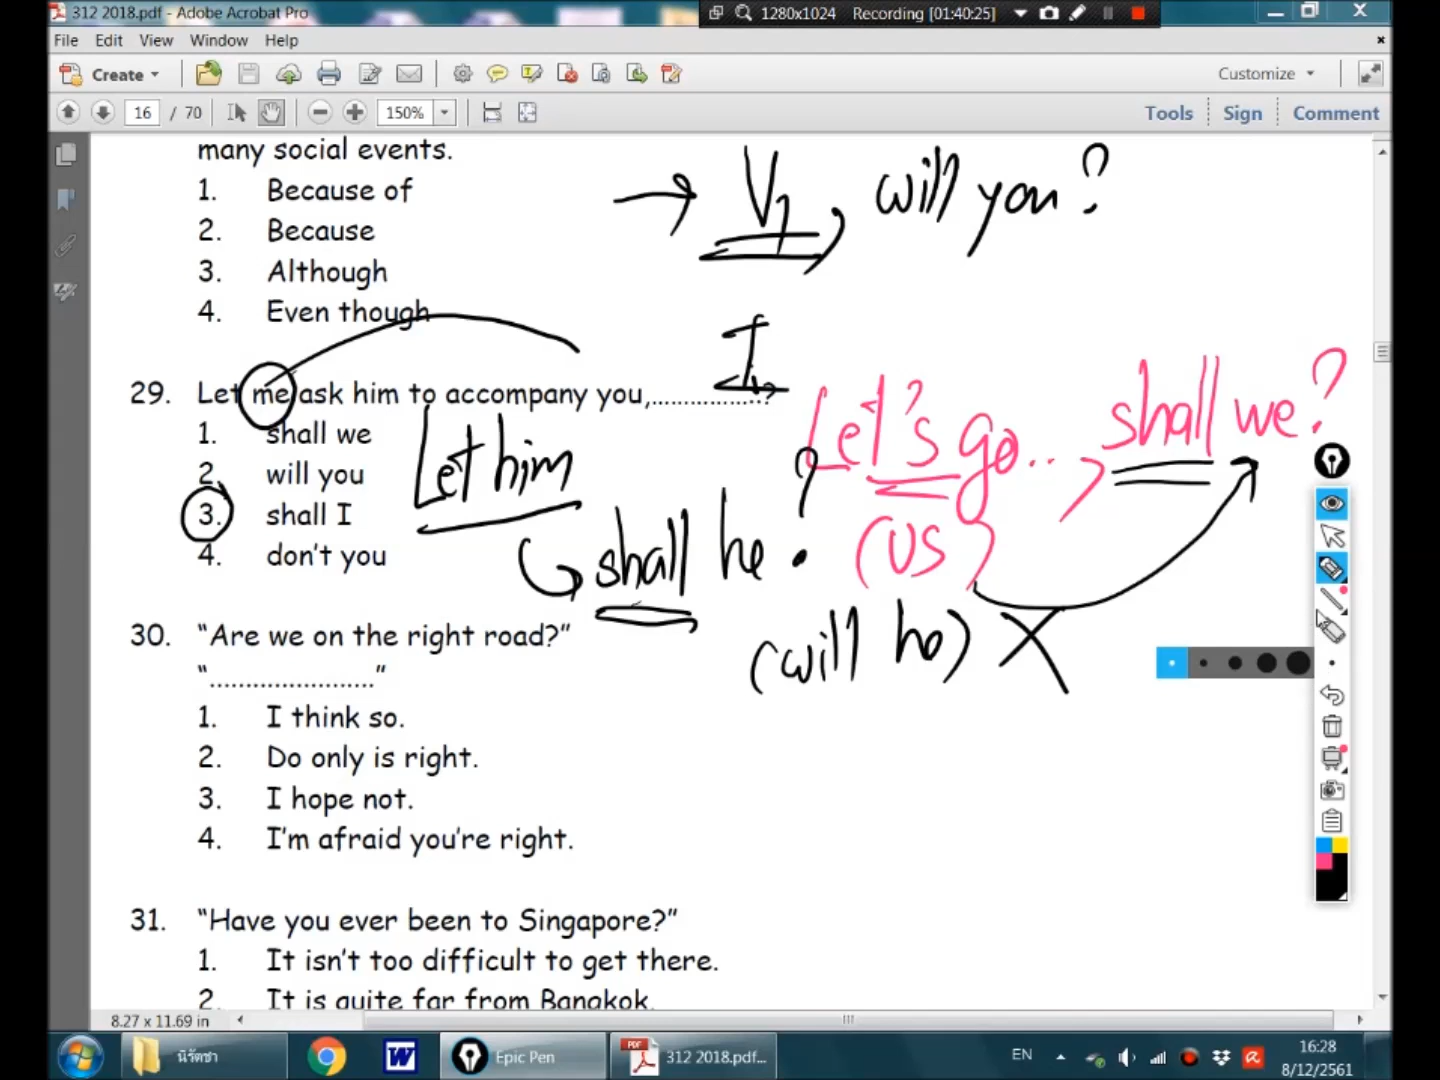 312 2018.pdf - Adobe Acrobat Pro
1280x1024 Recording [01:40:25]
File Edit View Window Help
Create Customize
16 / 70 150% Tools Sign Comment
many social events.
1. Because of
2. Because
3. Although
4. Even though
→ V1, will you?
I
29. Let me ask him to accompany you,................?
1. shall we
2. will you
3. shall I
4. don't you
Let him
shall he ?
Let's go.., shall we?
(US)
(will he) X
30. "Are we on the right road?"
"......................."
1. I think so.
2. Do only is right.
3. I hope not.
4. I'm afraid you're right.
31. "Have you ever been to Singapore?"
1. It isn't too difficult to get there.
2. It is quite far from Bangkok.
8.27 x 11.69 in
นิรัตชา Epic Pen 312 2018.pdf... EN 16:28
8/12/2561